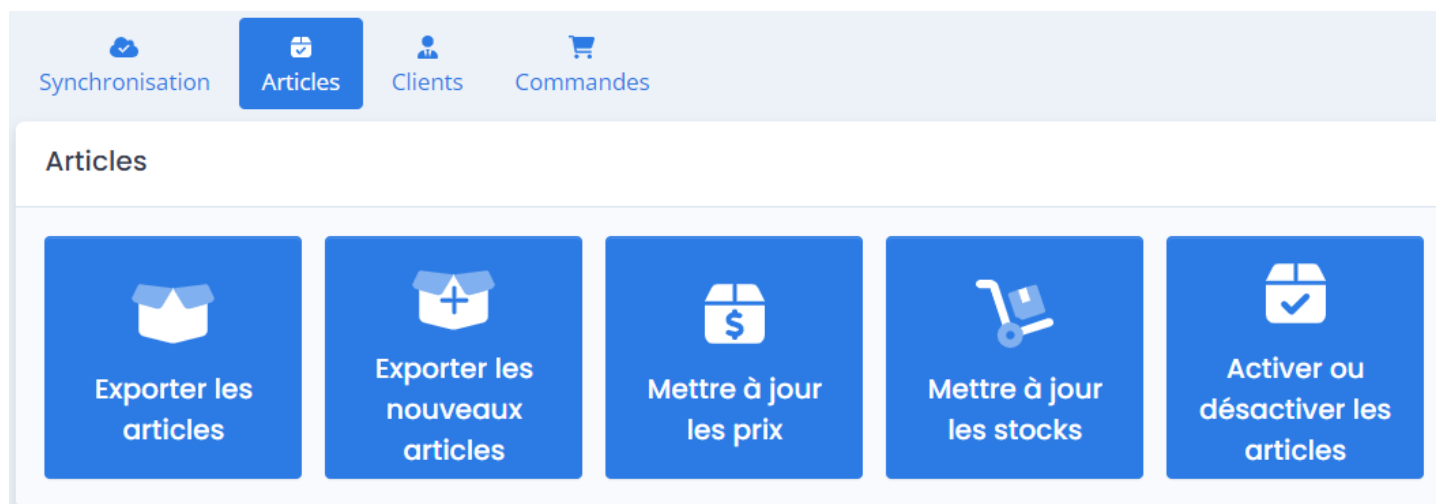 Synchronisation
Articles
Clients
Commandes
Articles
Exporter les
articles
Exporter les
nouveaux
articles
$
Mettre à jour
les prix
Mettre à jour
les stocks
Activer ou
désactiver les
articles